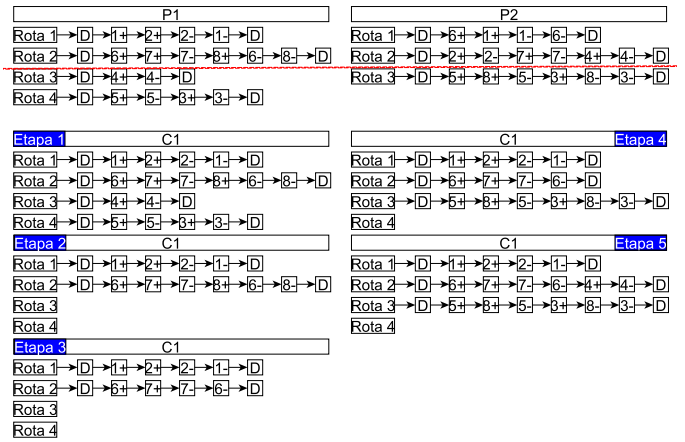 P1
Rota 1 D 1+ 2+ 2- 1- D
Rota 2 D 6+ 7+ 7- 8+ 6- 8- D
Rota 3 D 4+ 4- D
Rota 4 D 5+ 5- 3+ 3- D
P2
Rota 1 D 6+ 1+ 1- 6- D
Rota 2 D 2+ 2- 7+ 7- 4+ 4- D
Rota 3 D 5+ 8+ 5- 3+ 8- 3- D
Etapa 1 C1
Rota 1 D 1+ 2+ 2- 1- D
Rota 2 D 6+ 7+ 7- 8+ 6- 8- D
Rota 3 D 4+ 4- D
Rota 4 D 5+ 5- 3+ 3- D
Etapa 2 C1
Rota 1 D 1+ 2+ 2- 1- D
Rota 2 D 6+ 7+ 7- 8+ 6- 8- D
Rota 3
Rota 4
Etapa 3 C1
Rota 1 D 1+ 2+ 2- 1- D
Rota 2 D 6+ 7+ 7- 6- D
Rota 3
Rota 4
C1 Etapa 4
Rota 1 D 1+ 2+ 2- 1- D
Rota 2 D 6+ 7+ 7- 6- D
Rota 3 D 5+ 8+ 5- 3+ 8- 3- D
Rota 4
C1 Etapa 5
Rota 1 D 1+ 2+ 2- 1- D
Rota 2 D 6+ 7+ 7- 6- 4+ 4- D
Rota 3 D 5+ 8+ 5- 3+ 8- 3- D
Rota 4